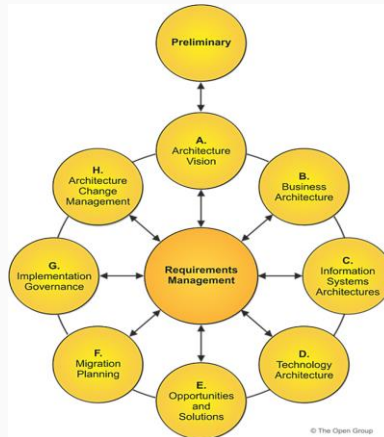 Preliminary
A.
Architecture
Vision
H.
Architecture
Change
Management
B.
Business
Architecture
G.
Implementation
Governance
Requirements
Management
C.
Information
Systems
Architectures
F.
Migration
Planning
D.
Technology
Architecture
E.
Opportunities
and
Solutions
© The Open Group